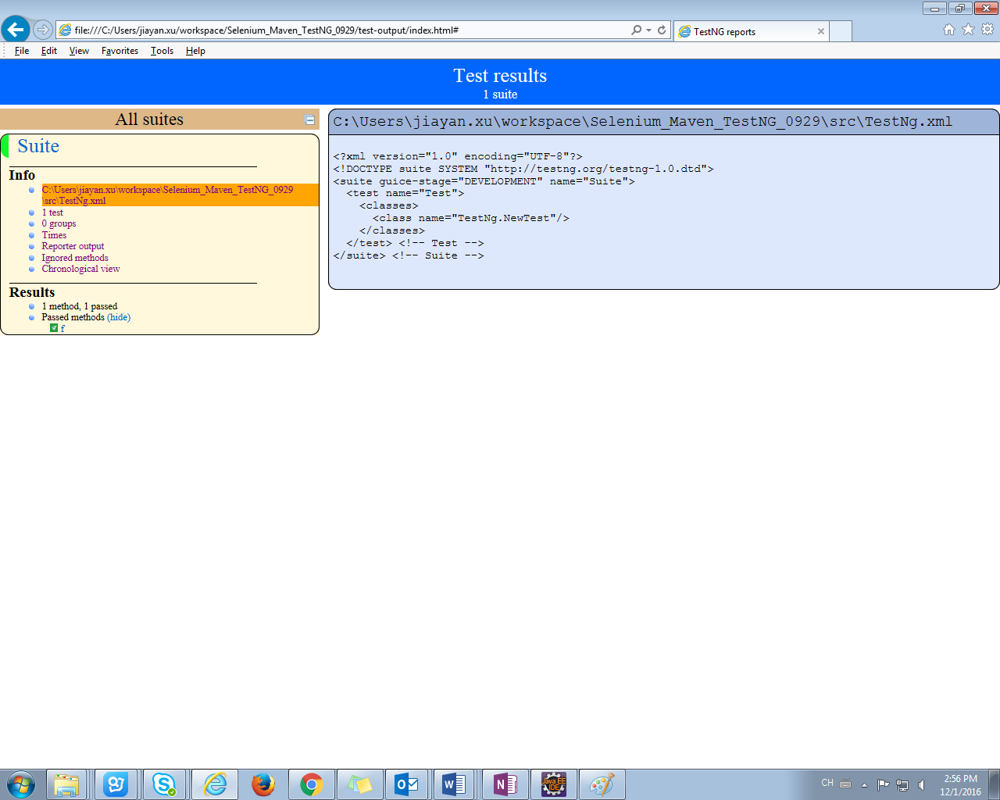 file:///C:/Users/jiayan.xu/workspace/Selenium_Maven_TestNG_0929/test-output/index.html#
TestNG reports
File Edit View Favorites Tools Help
Test results
1 suite
All suites
Suite
Info
C:\Users\jiayan.xu\workspace\Selenium_Maven_TestNG_0929
\src\TestNg.xml
1 test
0 groups
Times
Reporter output
Ignored methods
Chronological view
Results
1 method, 1 passed
Passed methods (hide)
f
C:\Users\jiayan.xu\workspace\Selenium_Maven_TestNG_0929\src\TestNg.xml
<?xml version="1.0" encoding="UTF-8"?>
<!DOCTYPE suite SYSTEM "http://testng.org/testng-1.0.dtd">
<suite guice-stage="DEVELOPMENT" name="Suite">
  <test name="Test">
    <classes>
      <class name="TestNg.NewTest"/>
    </classes>
  </test> <!-- Test -->
</suite> <!-- Suite -->
Java EE
IDE
CH
2:56 PM
12/1/2016